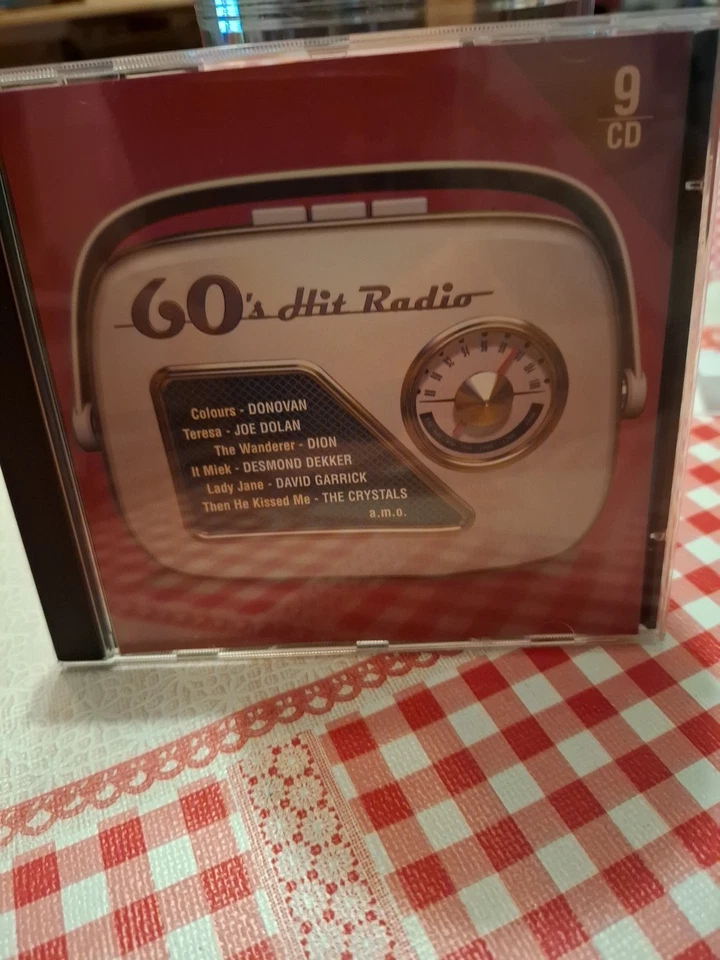 9
CD
60's Hit Radio
Colours - DONOVAN
Teresa - JOE DOLAN
The Wanderer - DION
It Miek - DESMOND DEKKER
Lady Jane - DAVID GARRICK
Then He Kissed Me - THE CRYSTALS
a.m.o.